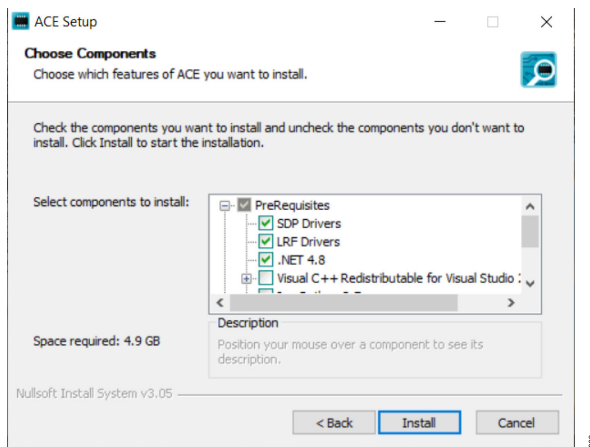 ACE Setup
Choose Components
Choose which features of ACE you want to install.
Check the components you want to install and uncheck the components you don't want to
install. Click Install to start the installation.
Select components to install:
PreRequisites
SDP Drivers
LRF Drivers
.NET 4.8
Visual C++ Redistributable for Visual Studio
Space required: 4.9 GB
Description
Position your mouse over a component to see its
description.
Nullsoft Install System v3.05
< Back
Install
Cancel